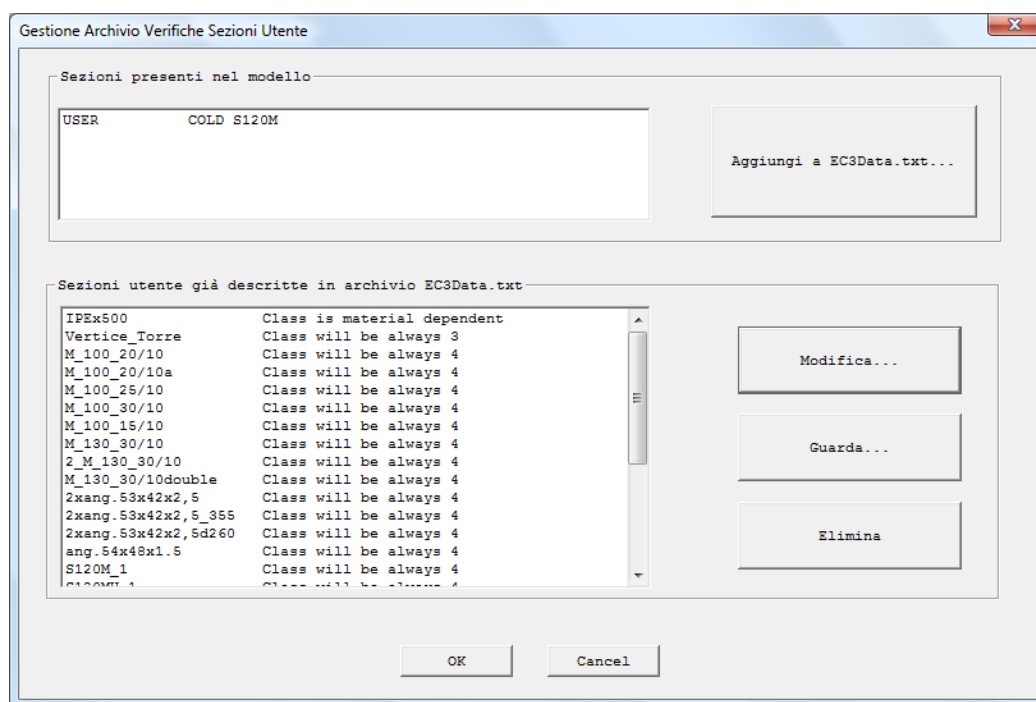 Gestione Archivio Verifiche Sezioni Utente
Sezioni presenti nel modello
USER COLD S120M
Aggiungi a EC3Data.txt...
Sezioni utente già descritte in archivio EC3Data.txt
IPEx500 Class is material dependent
Vertice_Torre Class will be always 3
M_100_20/10 Class will be always 4
M_100_20/10a Class will be always 4
M_100_25/10 Class will be always 4
M_100_30/10 Class will be always 4
M_100_15/10 Class will be always 4
M_130_30/10 Class will be always 4
2_M_130_30/10 Class will be always 4
M_130_30/10double Class will be always 4
2xang.53x42x2,5 Class will be always 4
2xang.53x42x2,5_355 Class will be always 4
2xang.53x42x2,5d260 Class will be always 4
ang.54x48x1.5 Class will be always 4
S120M_1 Class will be always 4
Modifica...
Guarda...
Elimina
OK
Cancel